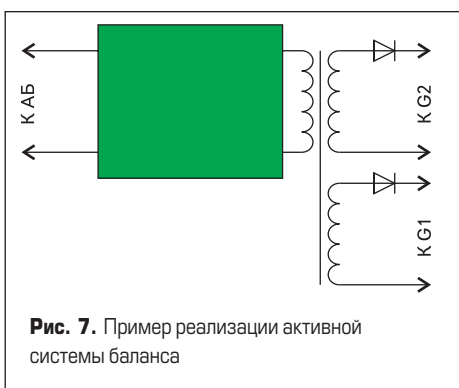 К АБ
К G2
К G1
Рис. 7. Пример реализации активной
системы баланса